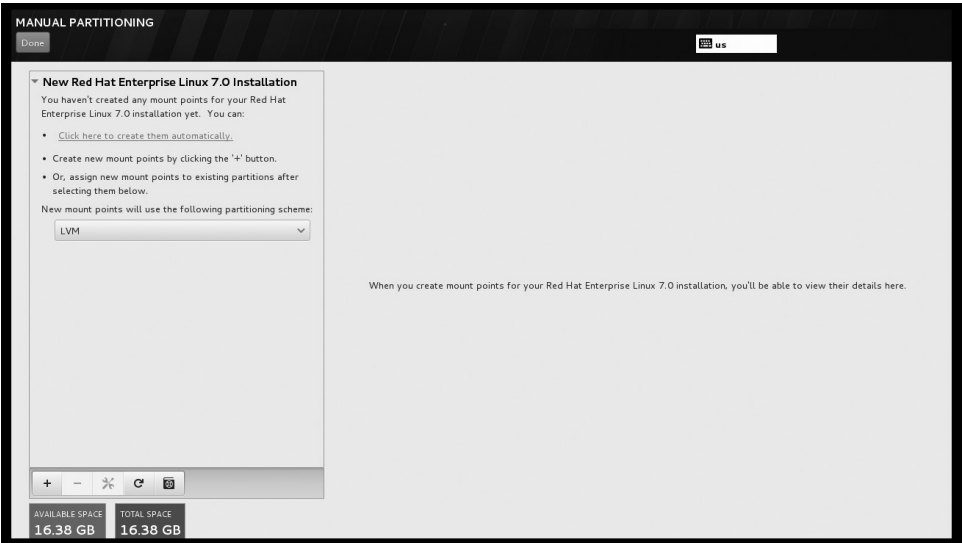 MANUAL PARTITIONING
Done
us
New Red Hat Enterprise Linux 7.0 Installation
You haven't created any mount points for your Red Hat
Enterprise Linux 7.0 installation yet. You can:
• Click here to create them automatically.
• Create new mount points by clicking the '+' button.
• Or, assign new mount points to existing partitions after
selecting them below.
New mount points will use the following partitioning scheme:
LVM
When you create mount points for your Red Hat Enterprise Linux 7.0 installation, you'll be able to view their details here.
+ −
AVAILABLE SPACE
16.38 GB
TOTAL SPACE
16.38 GB